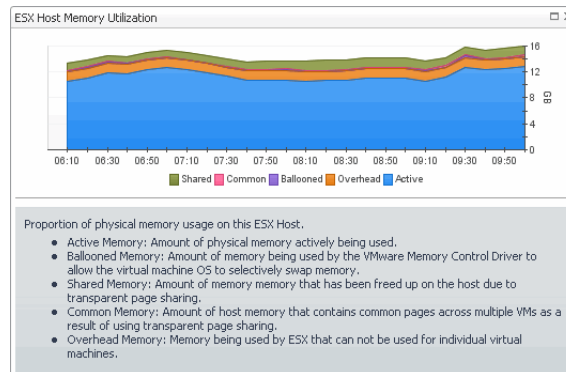 ESX Host Memory Utilization
16
12
8
4
0
GB
06:10 06:30 06:50 07:10 07:30 07:50 08:10 08:30 08:50 09:10 09:30 09:50
Shared Common Ballooned Overhead Active
Proportion of physical memory usage on this ESX Host.
● Active Memory: Amount of physical memory actively being used.
● Ballooned Memory: Amount of memory being used by the VMware Memory Control Driver to
allow the virtual machine OS to selectively swap memory.
● Shared Memory: Amount of memory memory that has been freed up on the host due to
transparent page sharing.
● Common Memory: Amount of host memory that contains common pages across multiple VMs as a
result of using transparent page sharing.
● Overhead Memory: Memory being used by ESX that can not be used for individual virtual
machines.